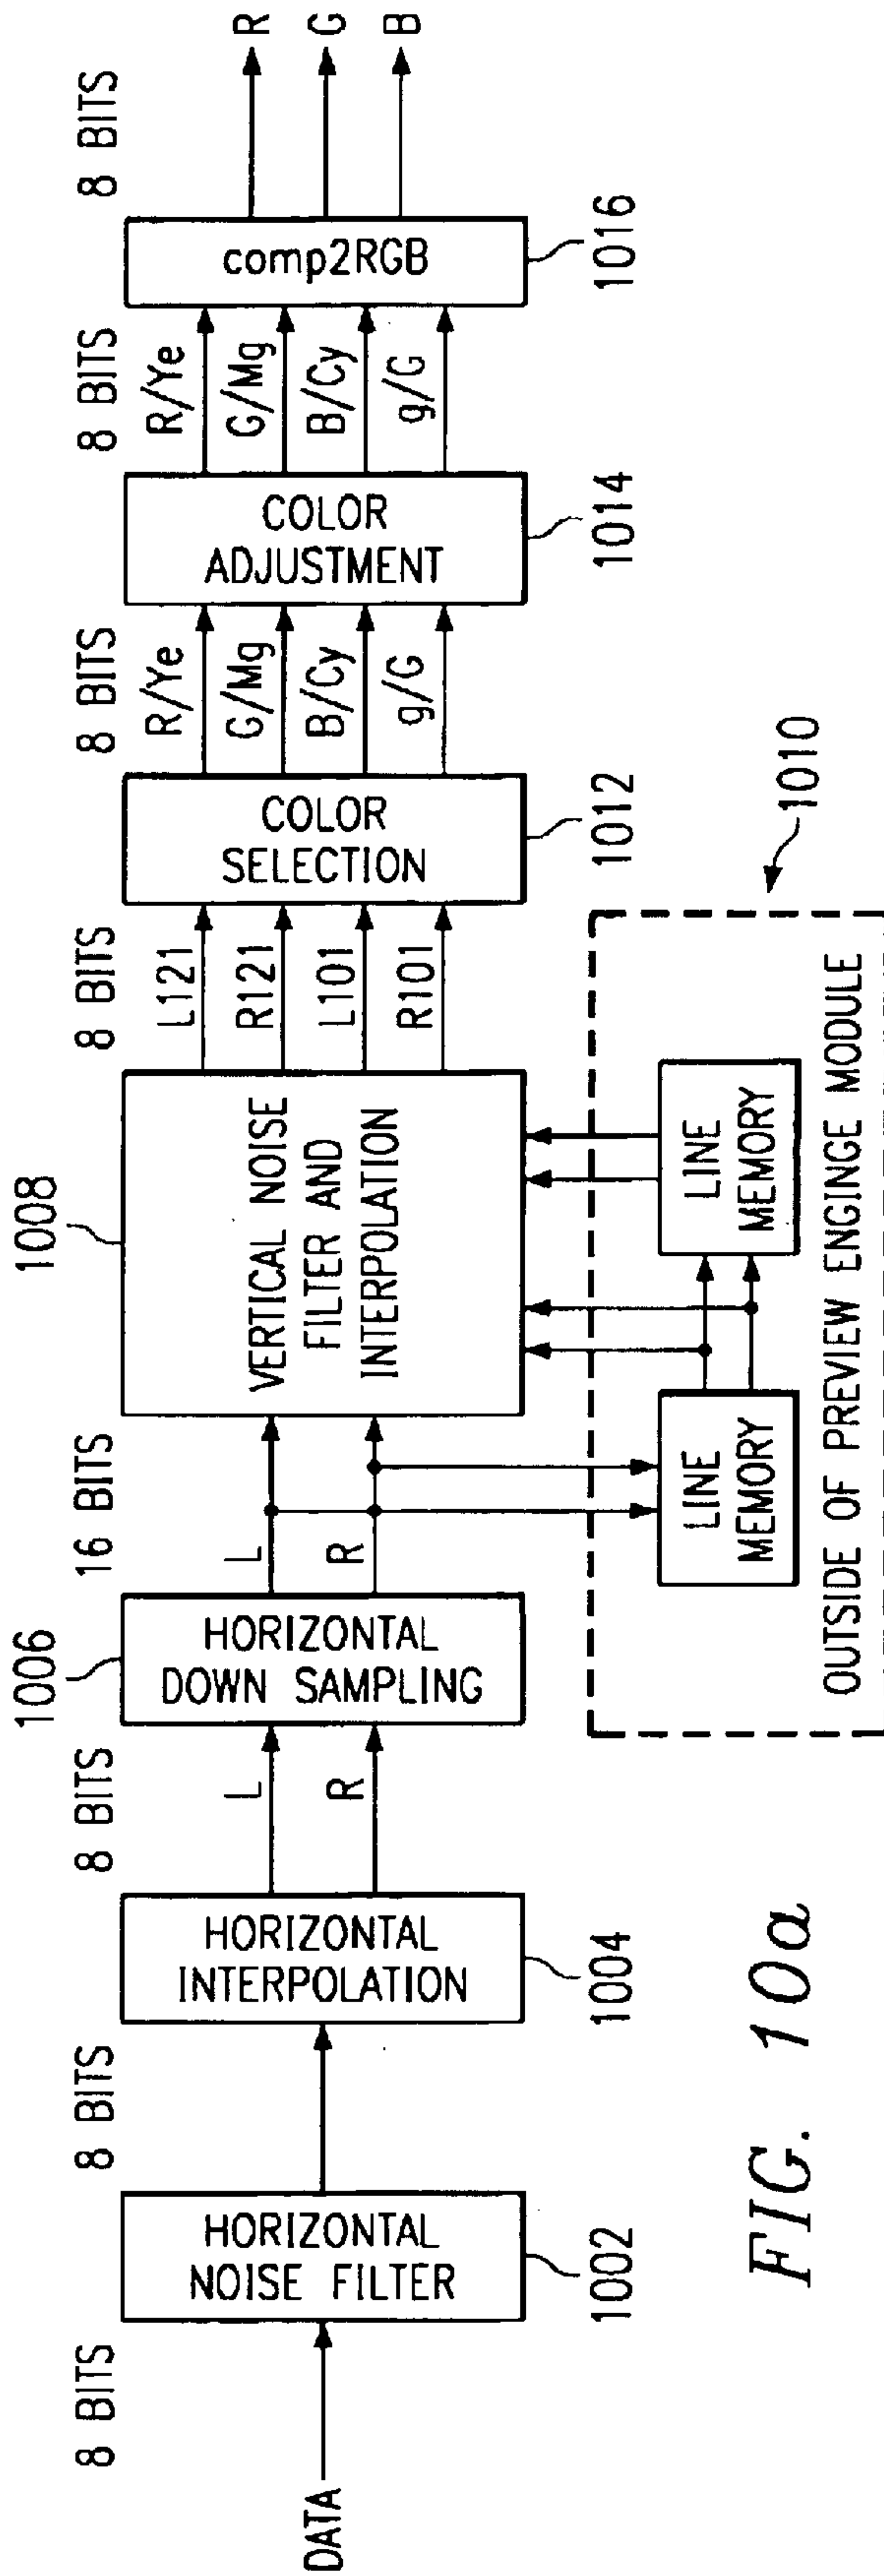 8 BITS
DATA
HORIZONTAL
NOISE FILTER
1002
8 BITS
HORIZONTAL
INTERPOLATION
1004
8 BITS
L
R
1006
HORIZONTAL
DOWN SAMPLING
16 BITS
L
R
1008
VERTICAL NOISE
FILTER AND
INTERPOLATION
LINE
MEMORY
LINE
MEMORY
OUTSIDE OF PREVIEW ENGINGE MODULE
1010
8 BITS
L121
R121
L101
R101
COLOR
SELECTION
1012
8 BITS
R/Ye
G/Mg
B/Cy
g/G
COLOR
ADJUSTMENT
1014
8 BITS
R/Ye
G/Mg
B/Cy
g/G
comp2RGB
1016
8 BITS
R
G
B
FIG. 10a